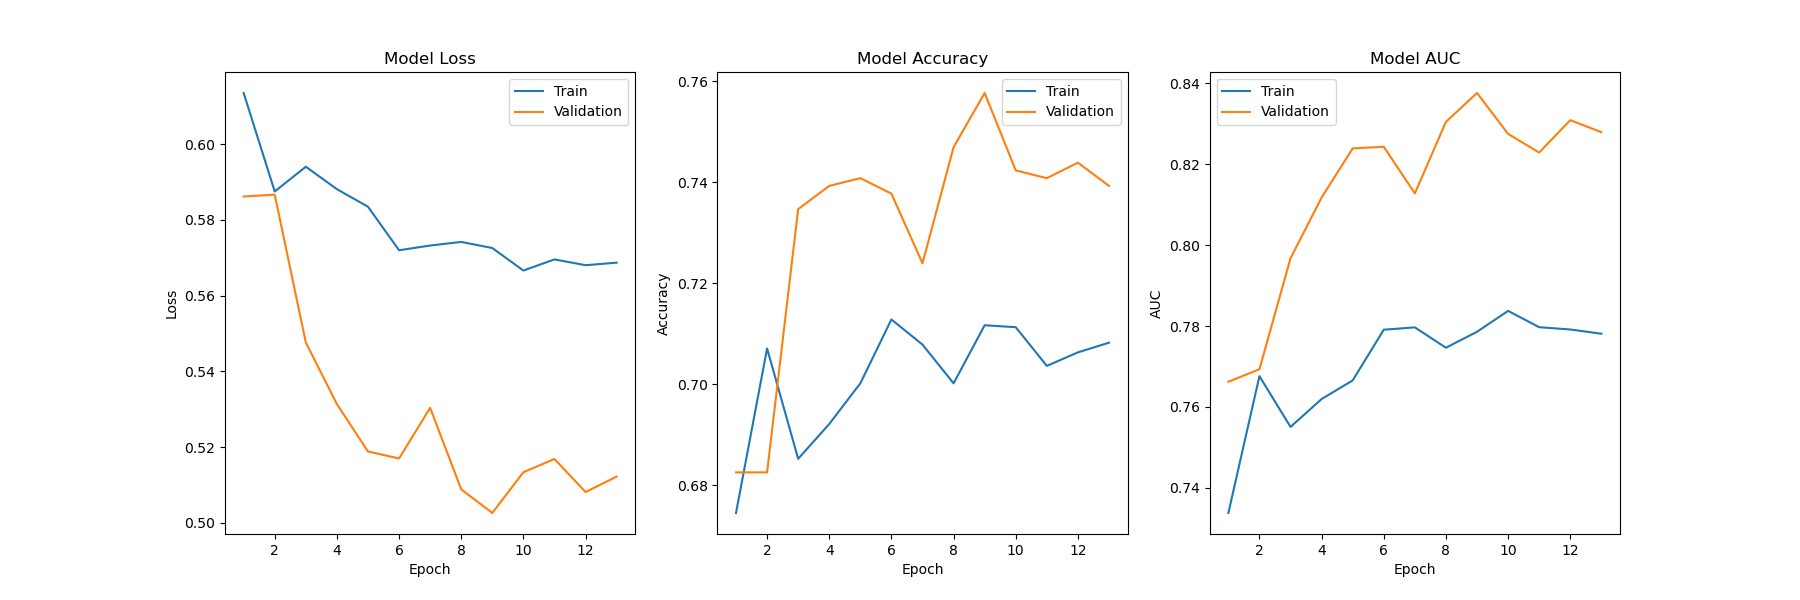 Model Loss
Train
Validation
0.60
0.58
0.56
0.54
0.52
0.50
Loss
2 4 6 8 10 12
Epoch
Model Accuracy
Train
Validation
0.76
0.74
0.72
0.70
0.68
Accuracy
2 4 6 8 10 12
Epoch
Model AUC
Train
Validation
0.84
0.82
0.80
0.78
0.76
0.74
AUC
2 4 6 8 10 12
Epoch